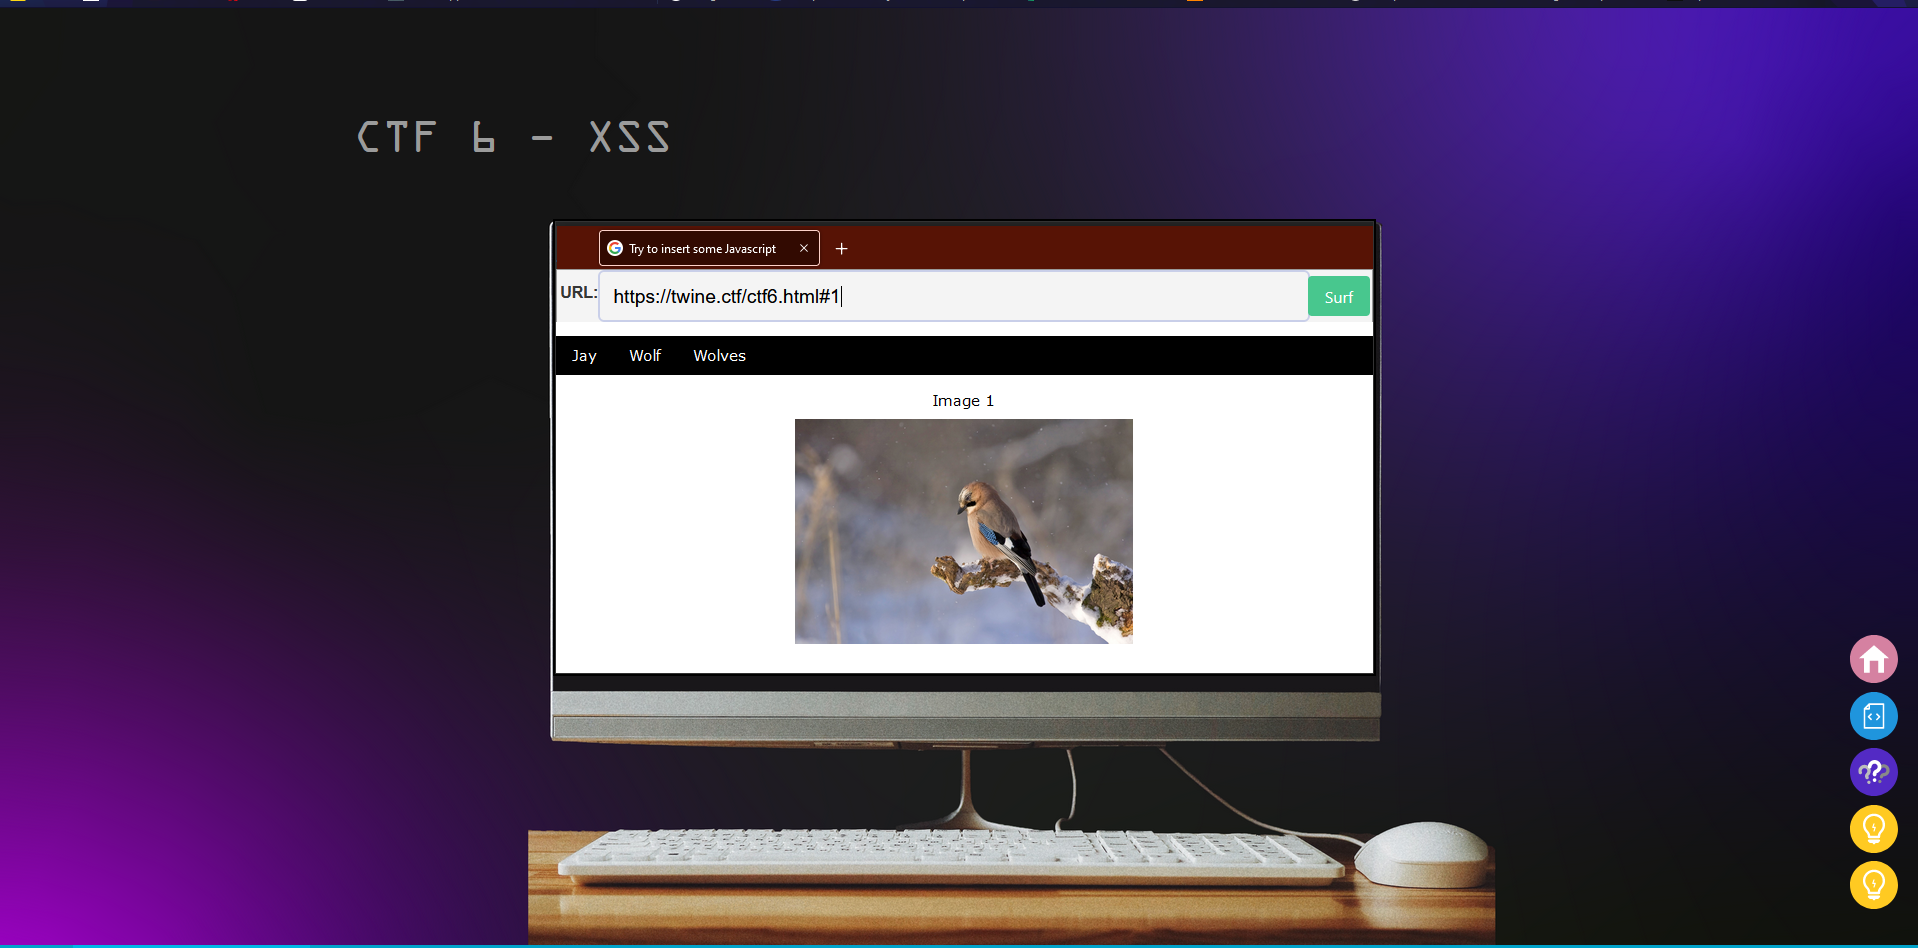 CTF 6 - XSS
Try to insert some Javascript
URL: https://twine.ctf/ctf6.html#1 Surf
Jay Wolf Wolves
Image 1